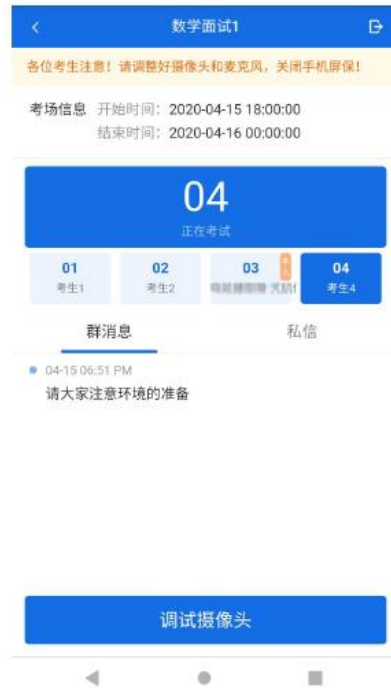 数学面试1
各位考生注意！请调整好摄像头和麦克风，关闭手机屏保！
考场信息 开始时间：2020-04-15 18:00:00
结束时间：2020-04-16 00:00:00
04
正在考试
01 02 03 04
考生1 考生2 考生4
群消息 私信
04-15 06:51 PM
请大家注意环境的准备
调试摄像头